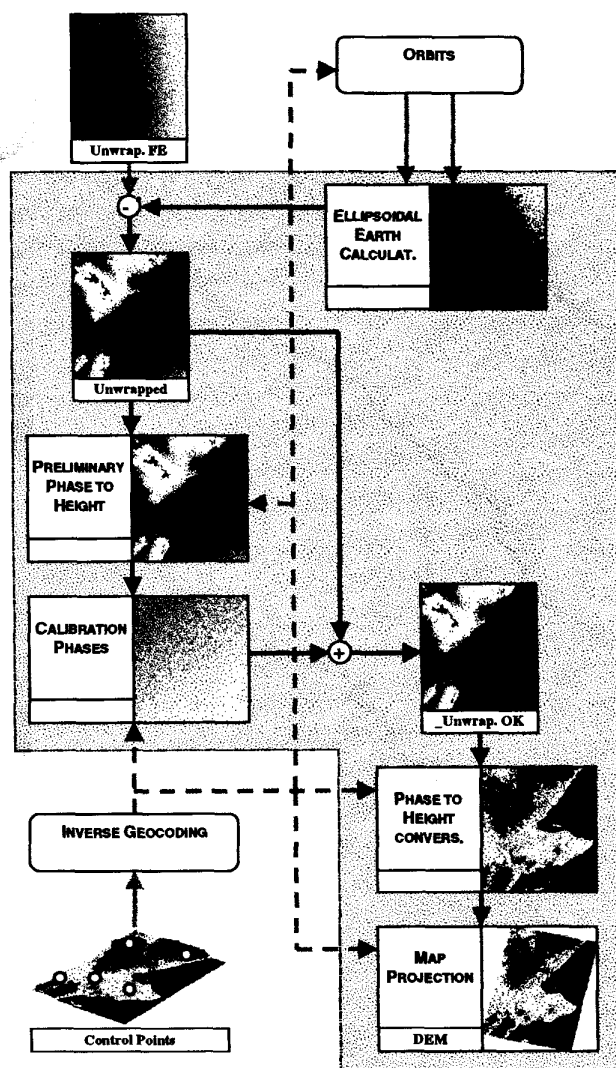 Unwrap. FE
ORBITS
-
ELLIPSOIDAL
EARTH
CALCULAT.
Unwrapped
PRELIMINARY
PHASE TO
HEIGHT
CALIBRATION
PHASES
+
_Unwrap. OK
PHASE TO
HEIGHT
CONVERS.
INVERSE GEOCODING
MAP
PROJECTION
Control Points
DEM